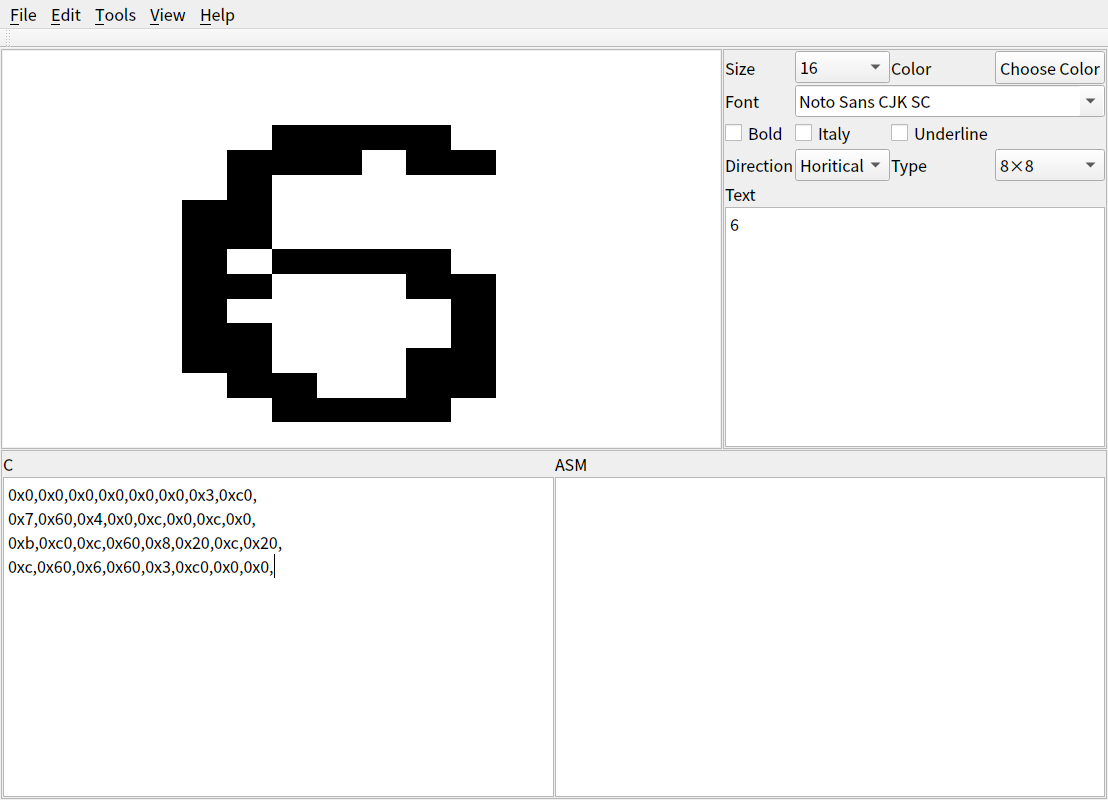 File Edit Tools View Help
Size 16 Color Choose Color
Font Noto Sans CJK SC
Bold Italy Underline
Direction Horitical Type 8×8
Text
6
6
C ASM
0x0,0x0,0x0,0x0,0x0,0x0,0x3,0xc0,
0x7,0x60,0x4,0x0,0xc,0x0,0xc,0x0,
0xb,0xc0,0xc,0x60,0x8,0x20,0xc,0x20,
0xc,0x60,0x6,0x60,0x3,0xc0,0x0,0x0,